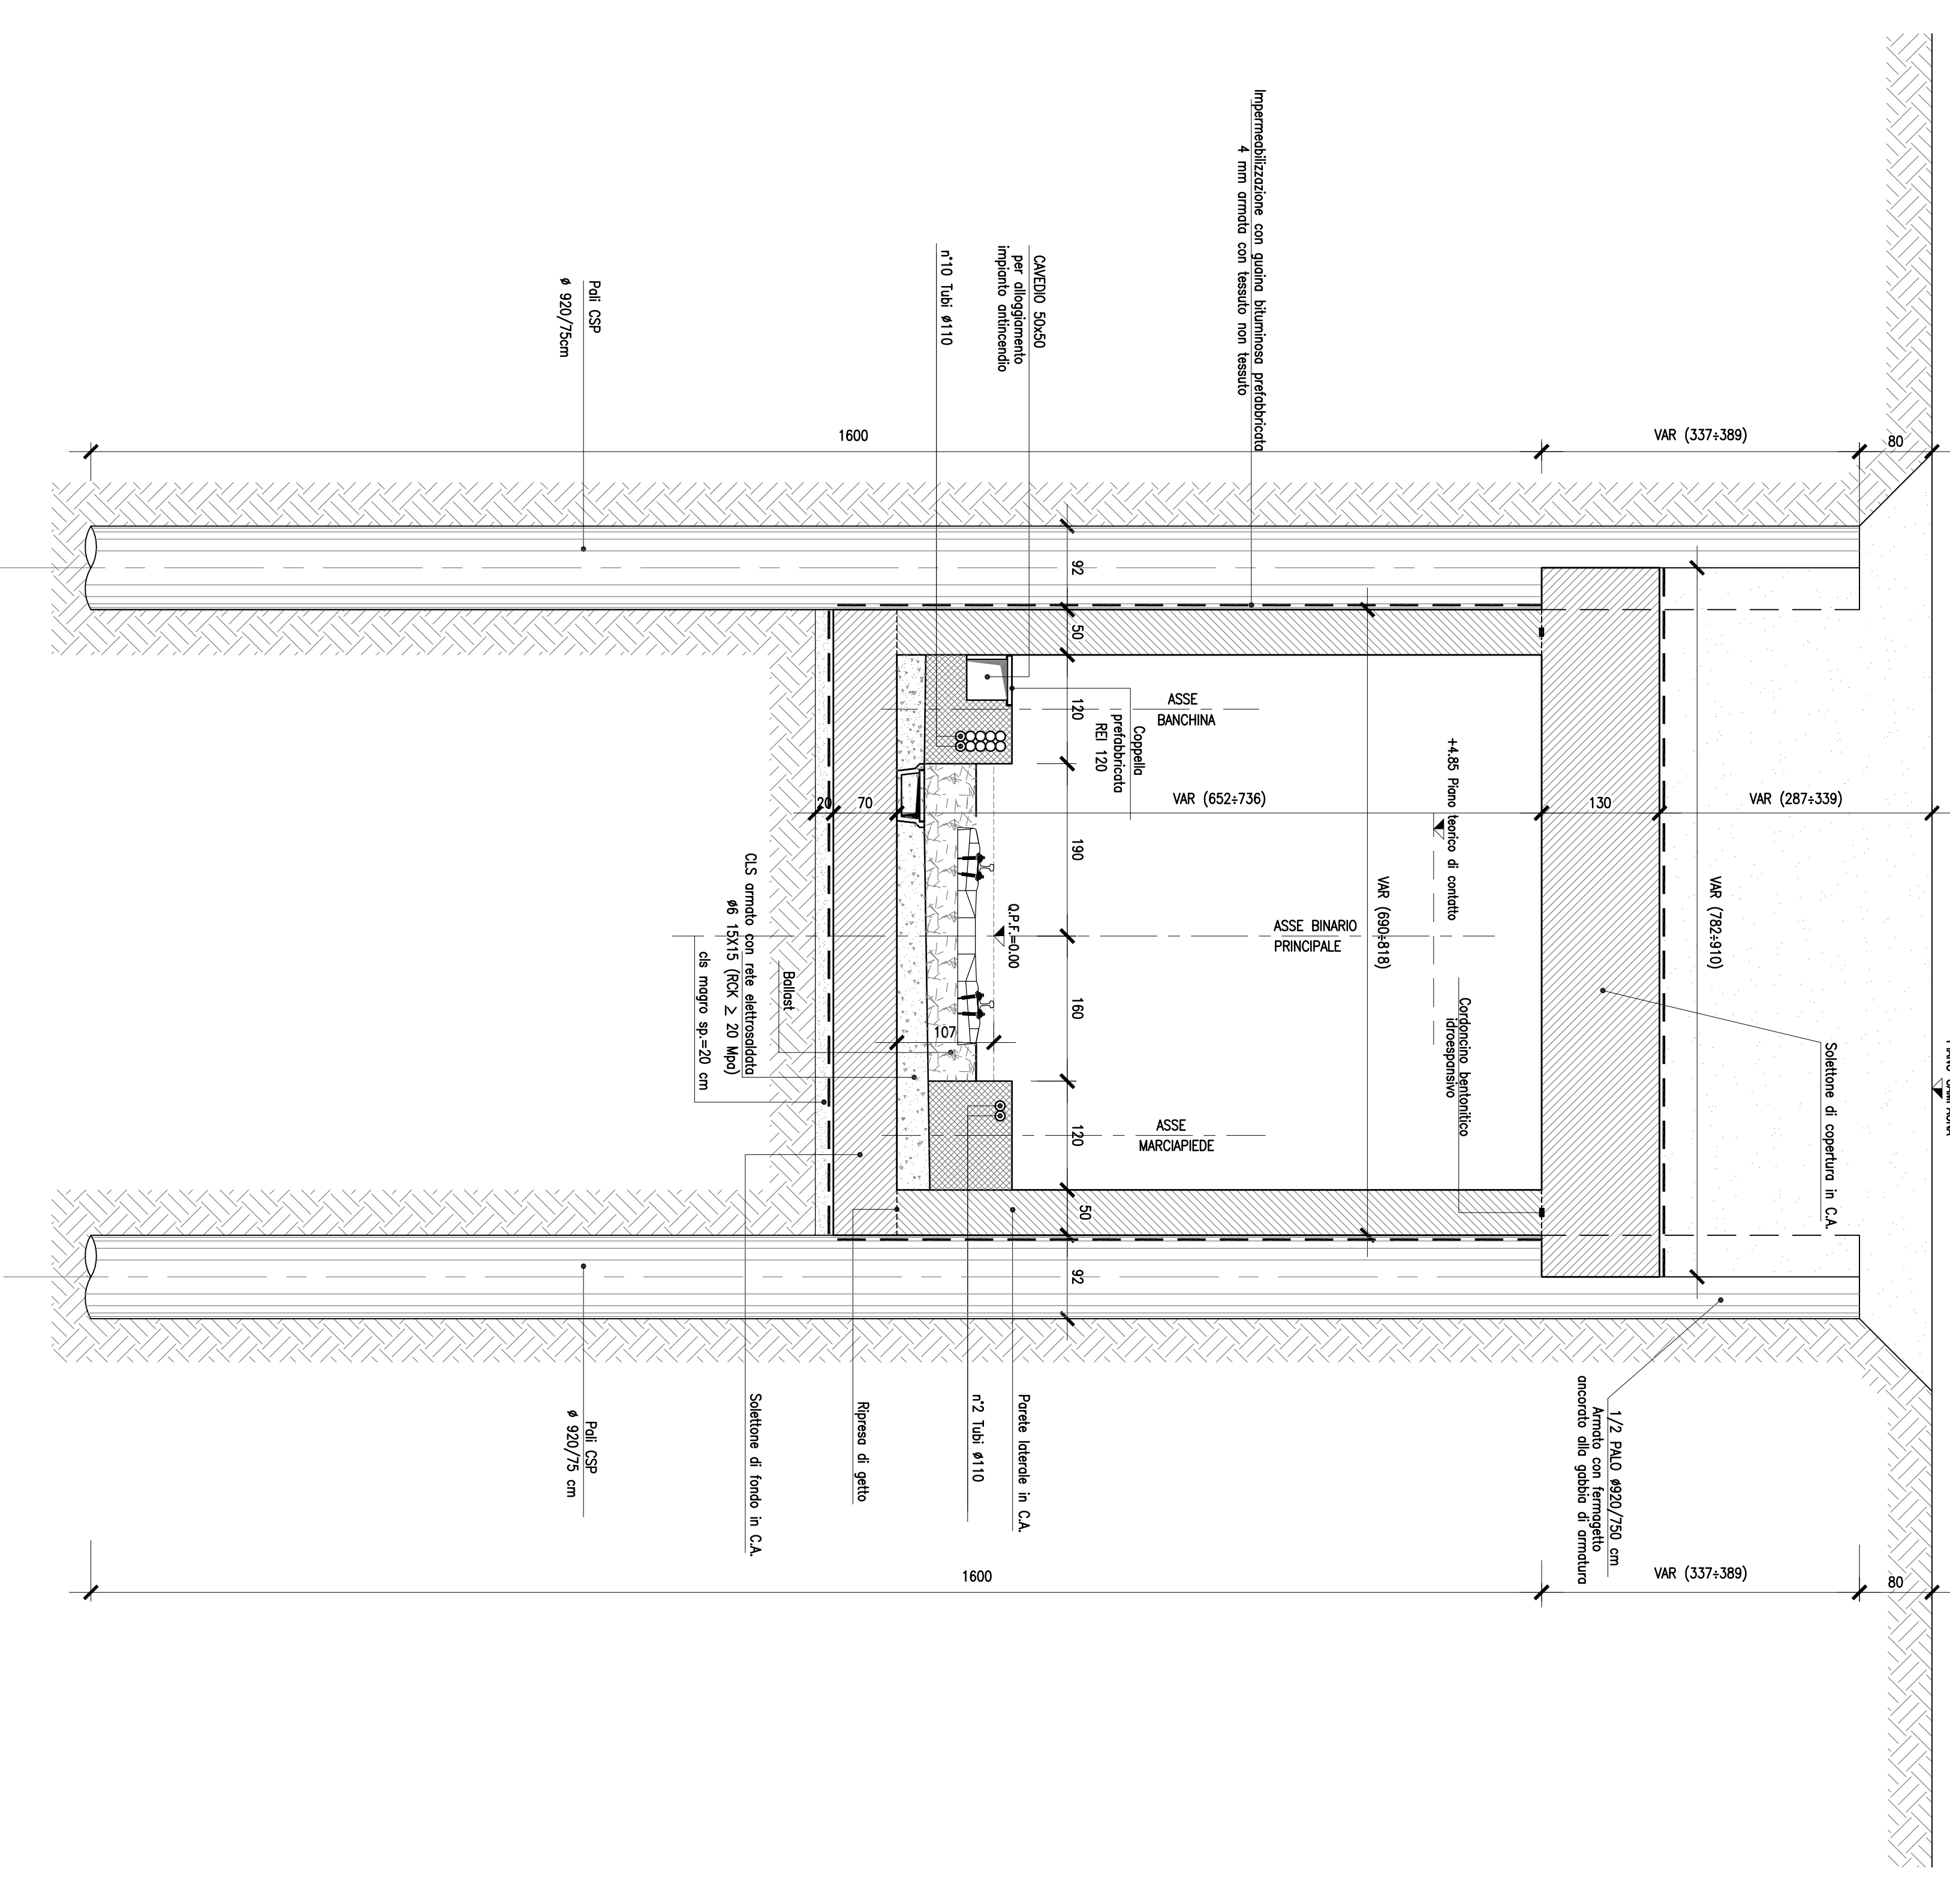 PIANO CAMPAGNA
80
80
VAR (337÷389)
VAR (337÷389)
VAR (287÷339)
Solettone di copertura in C.A.
VAR (782÷910)
130
1/2 PALO ø920/750 cm
Armato con fermagetto
ancorato alla gabbia di armatura
Cordoncino bentonitico
idroespansivo
+4.85 Piano teorico di contatto
VAR (690÷818)
ASSE BINARIO
PRINCIPALE
Impermeabilizzazione con guaina bituminosa prefabbricata
4 mm armata con tessuto non tessuto
VAR (652÷736)
ASSE
BANCHINA
ASSE
MARCIAPIEDE
Coppella
prefabbricata
REI 120
92
50
120
190
160
120
50
92
CAVEDIO 50x50
per alloggiamento
impianto antincendio
Q.P.F.=0.00
Parete laterale in C.A.
n°2 Tubi ø110
n°10 Tubi ø110
107
1600
1600
70
20
Ripresa di getto
Ballast
CLS armato con rete elettrosaldata
ø6 15X15 (RCK ≥ 20 Mpa)
cls magro sp.=20 cm
Solettone di fondo in C.A.
Pali CSP
ø 920/75cm
Pali CSP
ø 920/75 cm